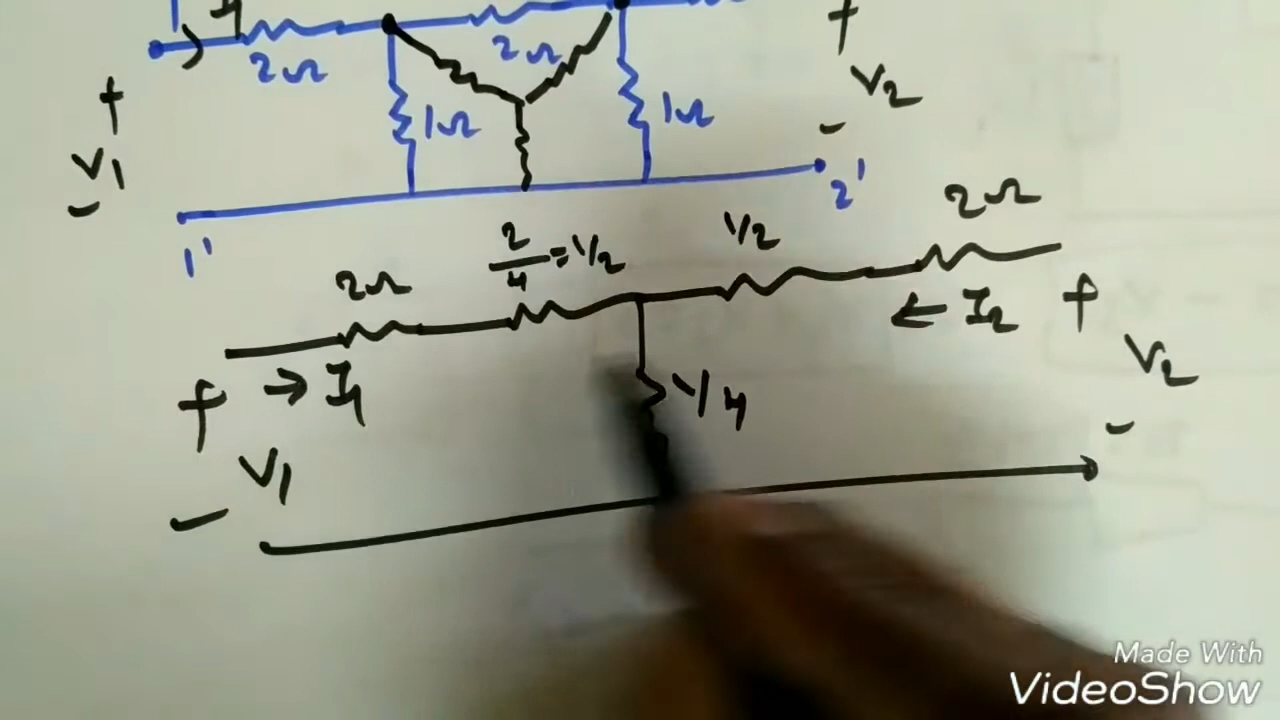 I1
2Ω 2Ω
+ +
V1 1Ω 1Ω V2
- -
1' 2'
2Ω 2/4 = 1/2 1/2 2Ω
+ → I1 ← I2 +
V1 1/4 V2
- -
Made With
VideoShow